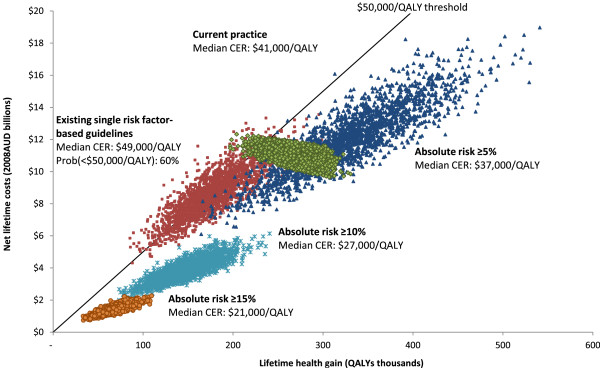 $50,000/QALY threshold
Current practice
Median CER: $41,000/QALY
Existing single risk factor-
based guidelines
Median CER: $49,000/QALY
Prob(<$50,000/QALY): 60%
Absolute risk ≥5%
Median CER: $37,000/QALY
Absolute risk ≥10%
Median CER: $27,000/QALY
Absolute risk ≥15%
Median CER: $21,000/QALY
Net lifetime costs (2008AUD billions)
$20
$18
$16
$14
$12
$10
$8
$6
$4
$2
$0
- 100 200 300 400 500 600
Lifetime health gain (QALYs thousands)